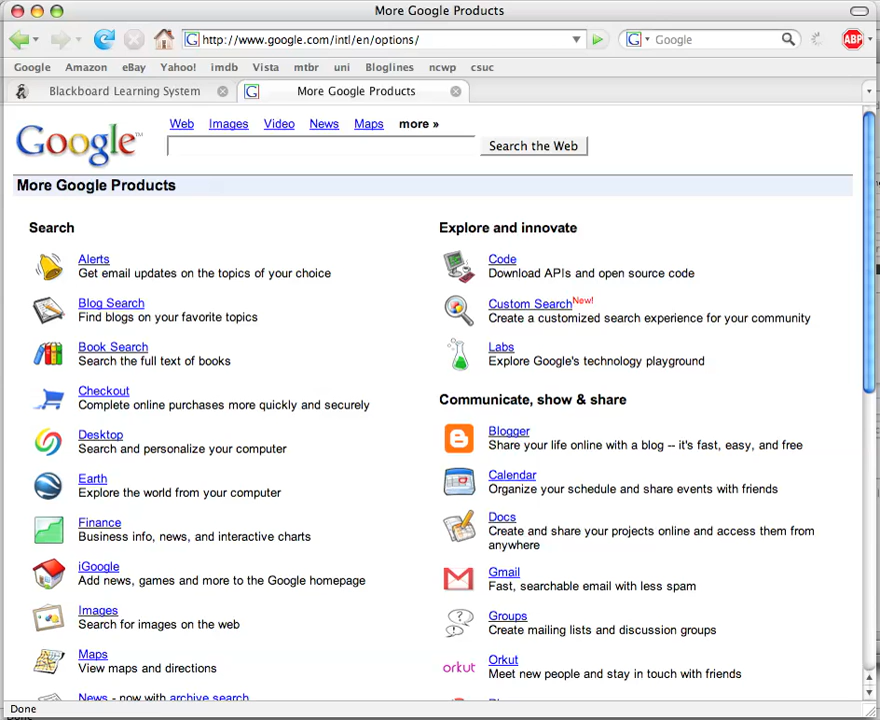 More Google Products
http://www.google.com/intl/en/options/
G
Google
ABP
Google Amazon eBay Yahoo! imdb Vista mtbr uni Bloglines ncwp csuc
Blackboard Learning System
G More Google Products
Google™
Web Images Video News Maps more »
Search the Web
More Google Products
Search
Alerts
Get email updates on the topics of your choice
Blog Search
Find blogs on your favorite topics
Book Search
Search the full text of books
Checkout
Complete online purchases more quickly and securely
Desktop
Search and personalize your computer
Earth
Explore the world from your computer
Finance
Business info, news, and interactive charts
iGoogle
Add news, games and more to the Google homepage
Images
Search for images on the web
Maps
View maps and directions
News - now with archive search
Explore and innovate
Code
Download APIs and open source code
Custom Search New!
Create a customized search experience for your community
Labs
Explore Google's technology playground
Communicate, show & share
Blogger
Share your life online with a blog -- it's fast, easy, and free
Calendar
Organize your schedule and share events with friends
Docs
Create and share your projects online and access them from
anywhere
Gmail
Fast, searchable email with less spam
Groups
Create mailing lists and discussion groups
orkut
Orkut
Meet new people and stay in touch with friends
Done